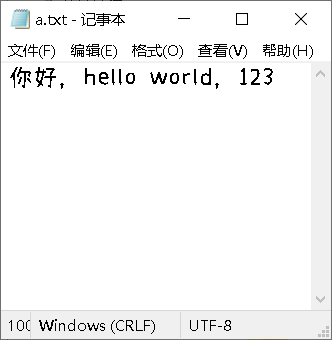 a.txt - 记事本
文件(F) 编辑(E) 格式(O) 查看(V) 帮助(H)
你好，hello world，123
100 Windows (CRLF) UTF-8